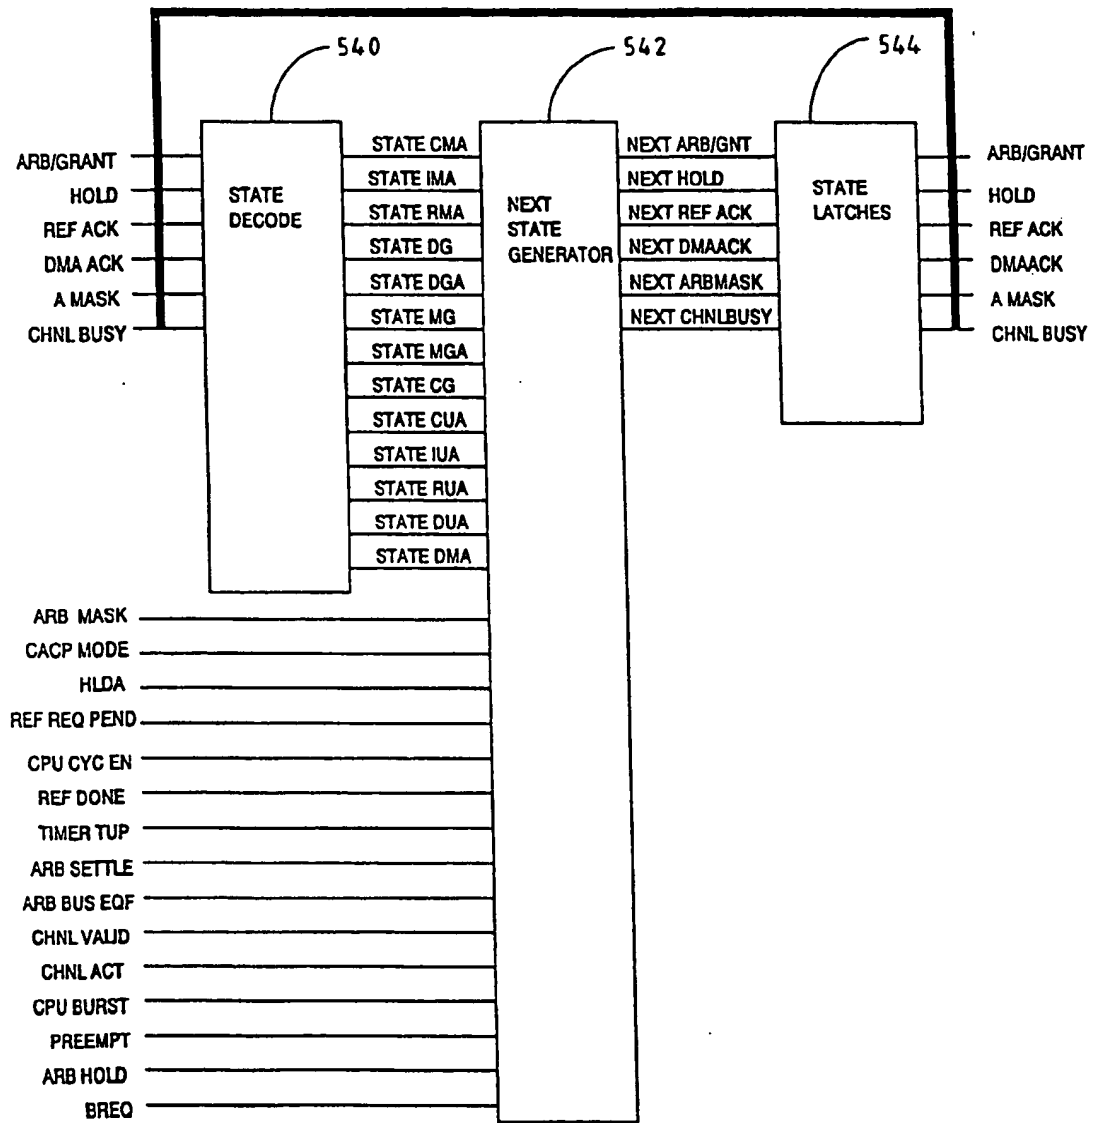 540
542
544
ARB/GRANT
HOLD
REF ACK
DMA ACK
A MASK
CHNL BUSY
STATE
DECODE
STATE CMA
STATE IMA
STATE RMA
STATE DG
STATE DGA
STATE MG
STATE MGA
STATE CG
STATE CUA
STATE IUA
STATE RUA
STATE DUA
STATE DMA
NEXT
STATE
GENERATOR
NEXT ARB/GNT
NEXT HOLD
NEXT REF ACK
NEXT DMAACK
NEXT ARBMASK
NEXT CHNLBUSY
STATE
LATCHES
ARB/GRANT
HOLD
REF ACK
DMAACK
A MASK
CHNL BUSY
ARB MASK
CACP MODE
HLDA
REF REQ PEND
CPU CYC EN
REF DONE
TIMER TUP
ARB SETTLE
ARB BUS EQF
CHNL VALID
CHNL ACT
CPU BURST
PREEMPT
ARB HOLD
BREQ